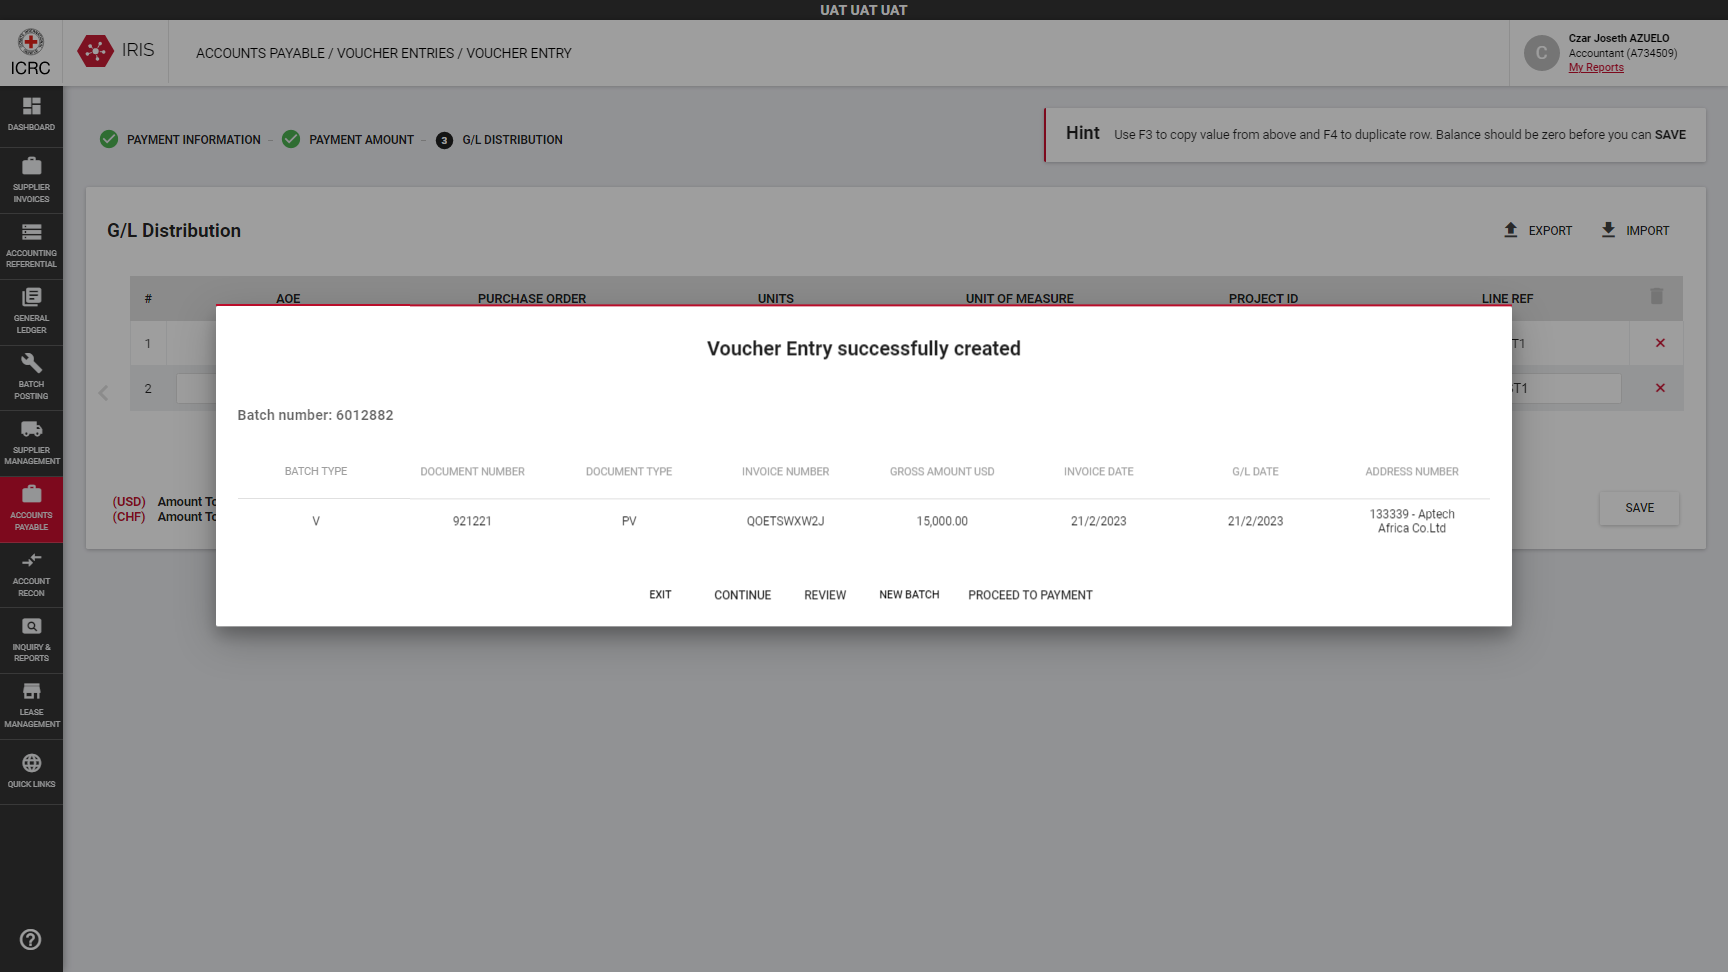 UAT UAT UAT
ICRC
IRIS
ACCOUNTS PAYABLE / VOUCHER ENTRIES / VOUCHER ENTRY
C
Czar Joseth AZUELO
Accountant (A734509)
My Reports
DASHBOARD
SUPPLIER
INVOICES
ACCOUNTING
REFERENTIAL
GENERAL
LEDGER
BATCH
POSTING
SUPPLIER
MANAGEMENT
ACCOUNTS
PAYABLE
ACCOUNT
RECON
INQUIRY &
REPORTS
LEASE
MANAGEMENT
QUICK LINKS
PAYMENT INFORMATION – PAYMENT AMOUNT – 3 G/L DISTRIBUTION
Hint Use F3 to copy value from above and F4 to duplicate row. Balance should be zero before you can SAVE
G/L Distribution
EXPORT IMPORT
# AOE PURCHASE ORDER UNITS UNIT OF MEASURE PROJECT ID LINE REF
1 T1
2 ST1
(USD) Amount To
(CHF) Amount To
SAVE
Voucher Entry successfully created
Batch number: 6012882
BATCH TYPE DOCUMENT NUMBER DOCUMENT TYPE INVOICE NUMBER GROSS AMOUNT USD INVOICE DATE G/L DATE ADDRESS NUMBER
V 921221 PV QOETSWXW2J 15,000.00 21/2/2023 21/2/2023 133339 - Aptech
Africa Co.Ltd
EXIT CONTINUE REVIEW NEW BATCH PROCEED TO PAYMENT